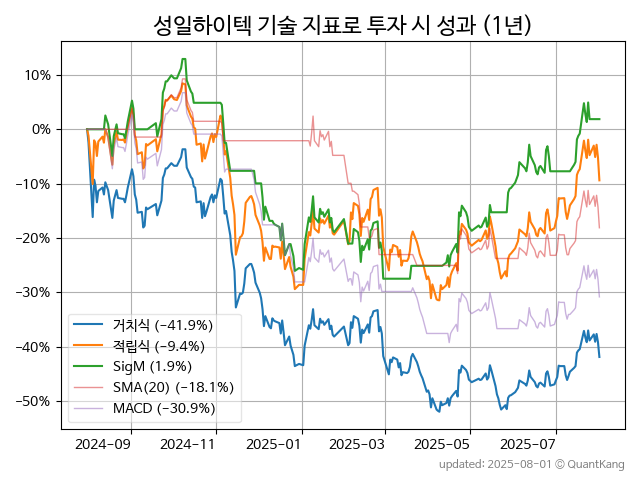 성일하이텍 기술 지표로 투자 시 성과 (1년)
10%
0%
−10%
−20%
−30%
−40%
−50%
거치식 (−41.9%)
적립식 (−9.4%)
SigM (1.9%)
SMA(20) (−18.1%)
MACD (−30.9%)
2024−09 2024−11 2025−01 2025−03 2025−05 2025−07
updated: 2025-08-01 © QuantKang